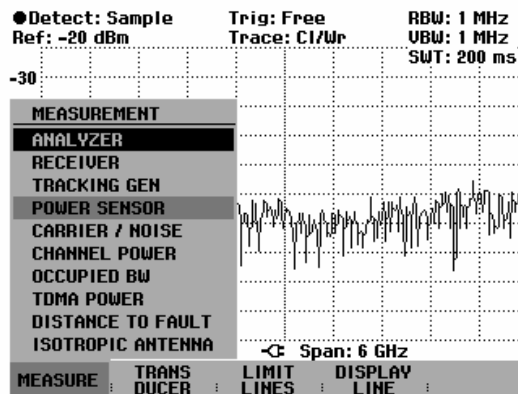 Detect: Sample Trig: Free RBW: 1 MHz
Ref: -20 dBm Trace: Cl/Wr VBW: 1 MHz
SWT: 200 ms
-30
MEASUREMENT
ANALYZER
RECEIVER
TRACKING GEN
POWER SENSOR
CARRIER / NOISE
CHANNEL POWER
OCCUPIED BW
TDMA POWER
DISTANCE TO FAULT
ISOTROPIC ANTENNA
Span: 6 GHz
MEASURE TRANS LIMIT DISPLAY
DUCER : LINES : LINE :